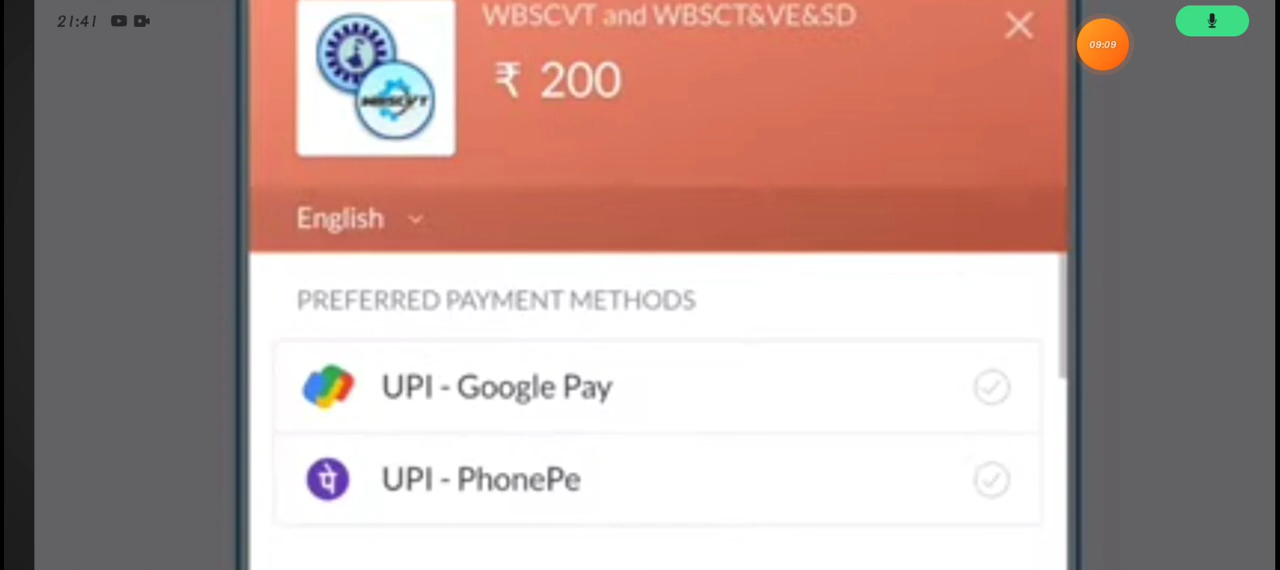 21:41
WBSCVT and WBSCT&VE&SD
₹ 200
09:09
WBSCVT
English
PREFERRED PAYMENT METHODS
UPI - Google Pay
पे UPI - PhonePe